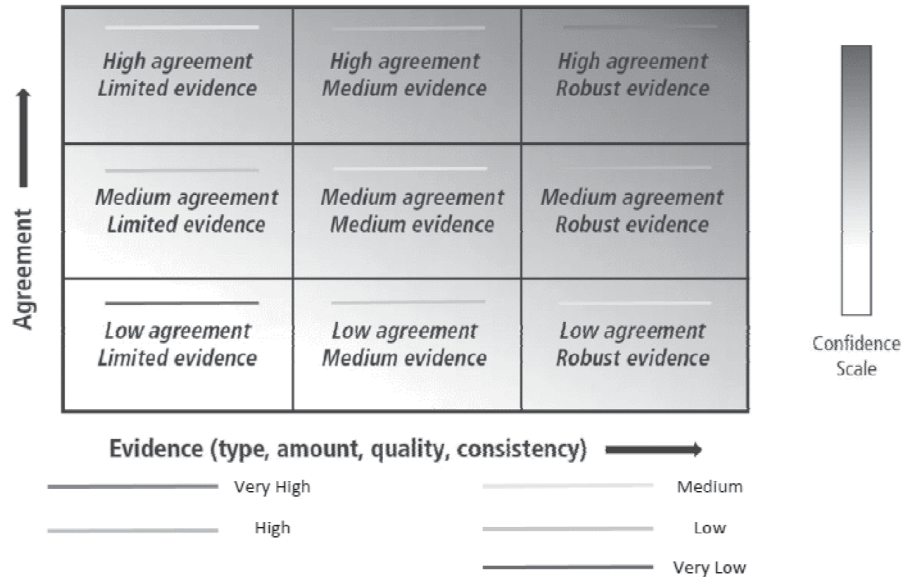 High agreement
Limited evidence
High agreement
Medium evidence
High agreement
Robust evidence
Medium agreement
Limited evidence
Medium agreement
Medium evidence
Medium agreement
Robust evidence
Low agreement
Limited evidence
Low agreement
Medium evidence
Low agreement
Robust evidence
Agreement
Confidence
Scale
Evidence (type, amount, quality, consistency)
Very High
Medium
High
Low
Very Low